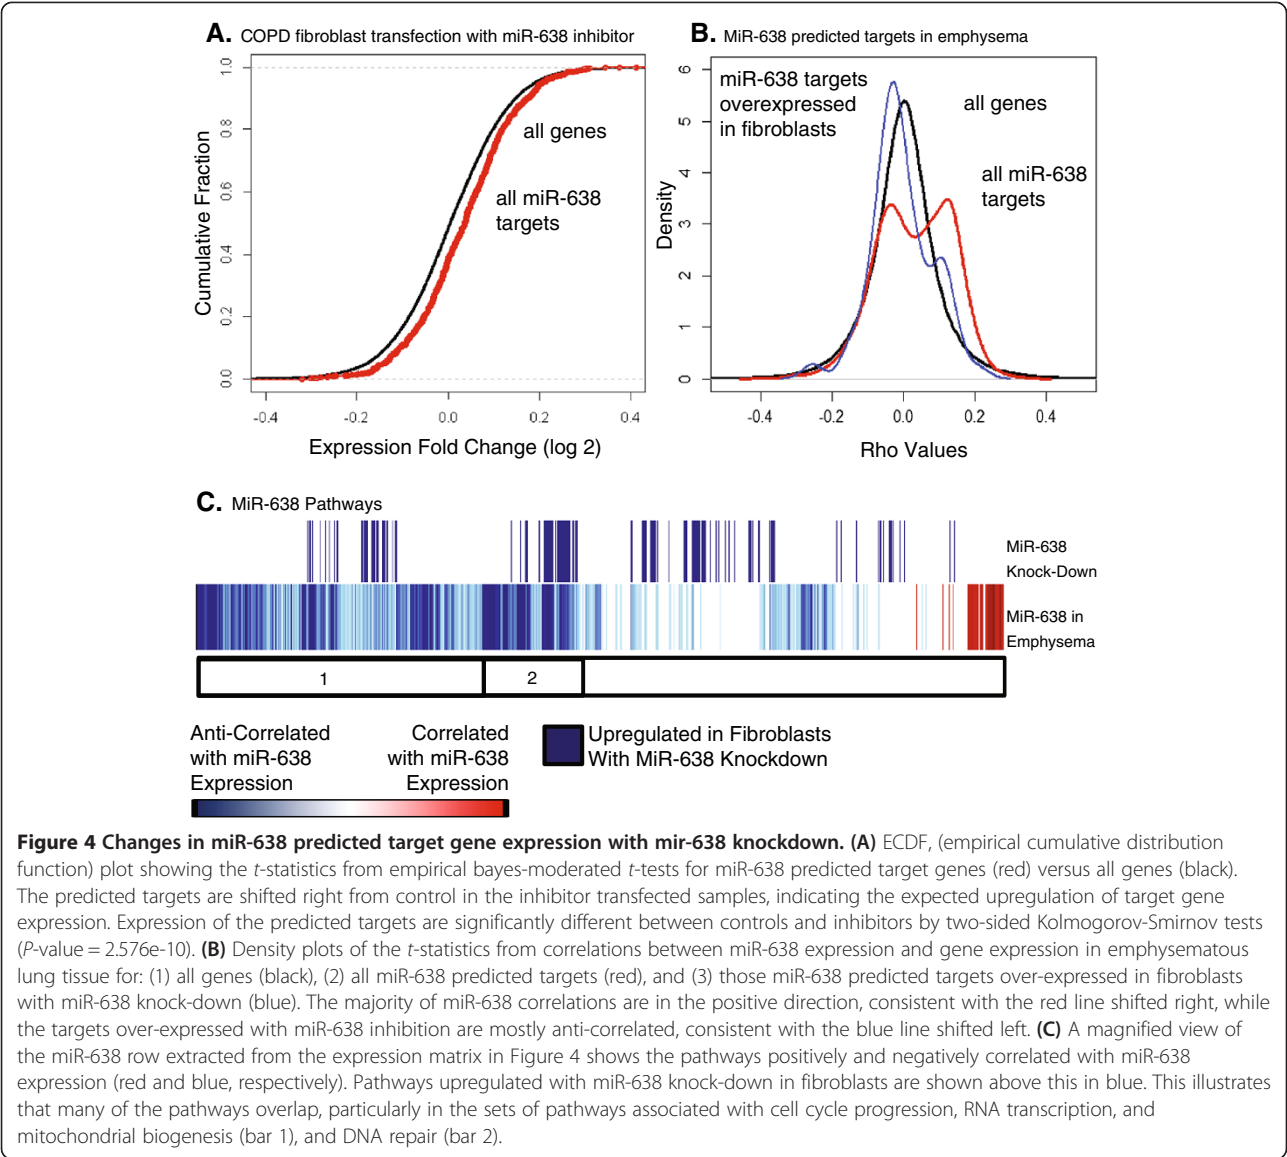 A. COPD fibroblast transfection with miR-638 inhibitor
1.0
0.8
0.6
0.4
0.2
0.0
Cumulative Fraction
all genes
all miR-638
targets
-0.4 -0.2 0.0 0.2 0.4
Expression Fold Change (log 2)
B. MiR-638 predicted targets in emphysema
6
5
4
3
2
1
0
Density
miR-638 targets
overexpressed
in fibroblasts
all genes
all miR-638
targets
-0.4 -0.2 0.0 0.2 0.4
Rho Values
C. MiR-638 Pathways
MiR-638
Knock-Down
MiR-638 in
Emphysema
1 2
Anti-Correlated
with miR-638
Expression
Correlated
with miR-638
Expression
Upregulated in Fibroblasts
With MiR-638 Knockdown
Figure 4 Changes in miR-638 predicted target gene expression with mir-638 knockdown. (A) ECDF, (empirical cumulative distribution
function) plot showing the t-statistics from empirical bayes-moderated t-tests for miR-638 predicted target genes (red) versus all genes (black).
The predicted targets are shifted right from control in the inhibitor transfected samples, indicating the expected upregulation of target gene
expression. Expression of the predicted targets are significantly different between controls and inhibitors by two-sided Kolmogorov-Smirnov tests
(P-value = 2.576e-10). (B) Density plots of the t-statistics from correlations between miR-638 expression and gene expression in emphysematous
lung tissue for: (1) all genes (black), (2) all miR-638 predicted targets (red), and (3) those miR-638 predicted targets over-expressed in fibroblasts
with miR-638 knock-down (blue). The majority of miR-638 correlations are in the positive direction, consistent with the red line shifted right, while
the targets over-expressed with miR-638 inhibition are mostly anti-correlated, consistent with the blue line shifted left. (C) A magnified view of
the miR-638 row extracted from the expression matrix in Figure 4 shows the pathways positively and negatively correlated with miR-638
expression (red and blue, respectively). Pathways upregulated with miR-638 knock-down in fibroblasts are shown above this in blue. This illustrates
that many of the pathways overlap, particularly in the sets of pathways associated with cell cycle progression, RNA transcription, and
mitochondrial biogenesis (bar 1), and DNA repair (bar 2).